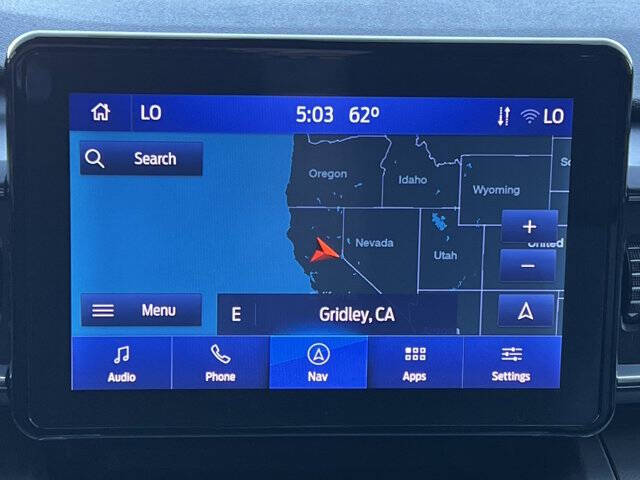 LO 5:03 62° LO
Search
Oregon
Idaho
Wyoming
Nevada
Utah
United
Menu
E Gridley, CA
Audio Phone Nav Apps Settings